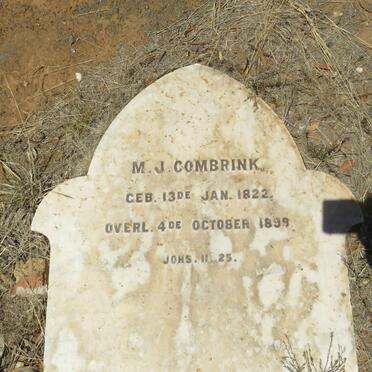 M. J. COMBRINK
GEB. 13DE JAN. 1822.
OVERL. 4DE OCTOBER 1899
JOHS. 11. 25.